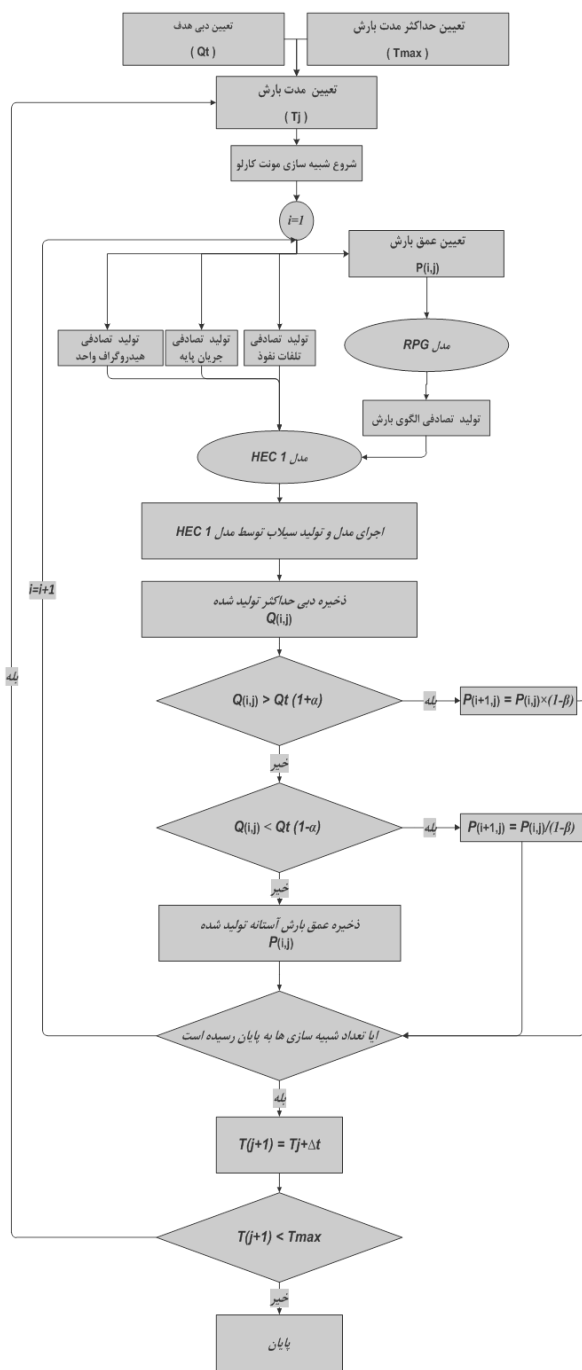 تعیین دبی هدف
( Qt )
تعیین حداکثر مدت بارش
( Tmax )
تعیین مدت بارش
( Tj )
شروع شبیه سازی مونت کارلو
i=1
تعیین عمق بارش
P(i,j)
تولید تصادفی
هیدروگراف واحد
تولید تصادفی
جریان پایه
تولید تصادفی
تلفات نفوذ
مدل RPG
تولید تصادفی الگوی بارش
مدل HEC 1
اجرای مدل و تولید سیلاب توسط مدل HEC 1
i=i+1
ذخیره دبی حداکثر تولید شده
Q(i,j)
بله
Q(i,j) > Qt (1+α)
بله
P(i+1,j) = P(i,j)×(1-β)
خیر
Q(i,j) < Qt (1-α)
بله
P(i+1,j) = P(i,j)/(1-β)
خیر
ذخیره عمق بارش آستانه تولید شده
P(i,j)
ایا تعداد شبیه سازی ها به پایان رسیده است
بله
T(j+1) = Tj+Δt
T(j+1) < Tmax
خیر
پایان